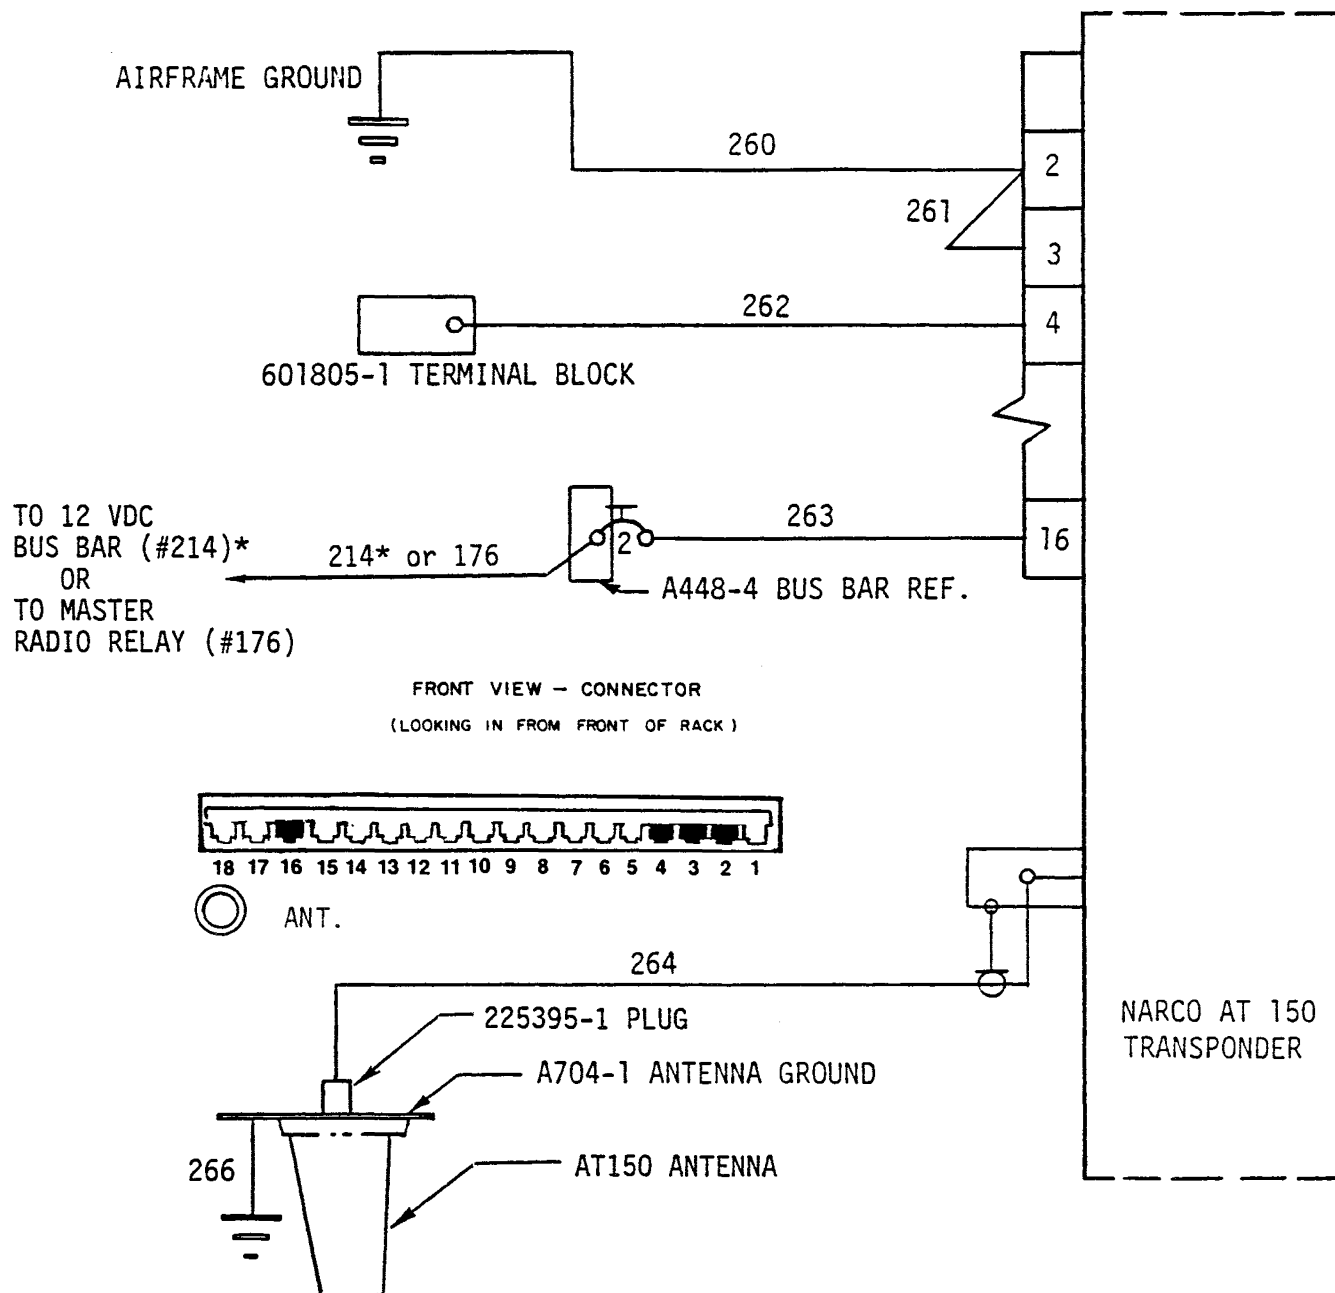 AIRFRAME GROUND
260
2
261
3
262
4
601805-1 TERMINAL BLOCK
TO 12 VDC
BUS BAR (#214)*
OR
TO MASTER
RADIO RELAY (#176)
214* or 176
2
263
16
A448-4 BUS BAR REF.
FRONT VIEW – CONNECTOR
(LOOKING IN FROM FRONT OF RACK)
18 17 16 15 14 13 12 11 10 9 8 7 6 5 4 3 2 1
ANT.
264
225395-1 PLUG
A704-1 ANTENNA GROUND
266
AT150 ANTENNA
NARCO AT 150
TRANSPONDER